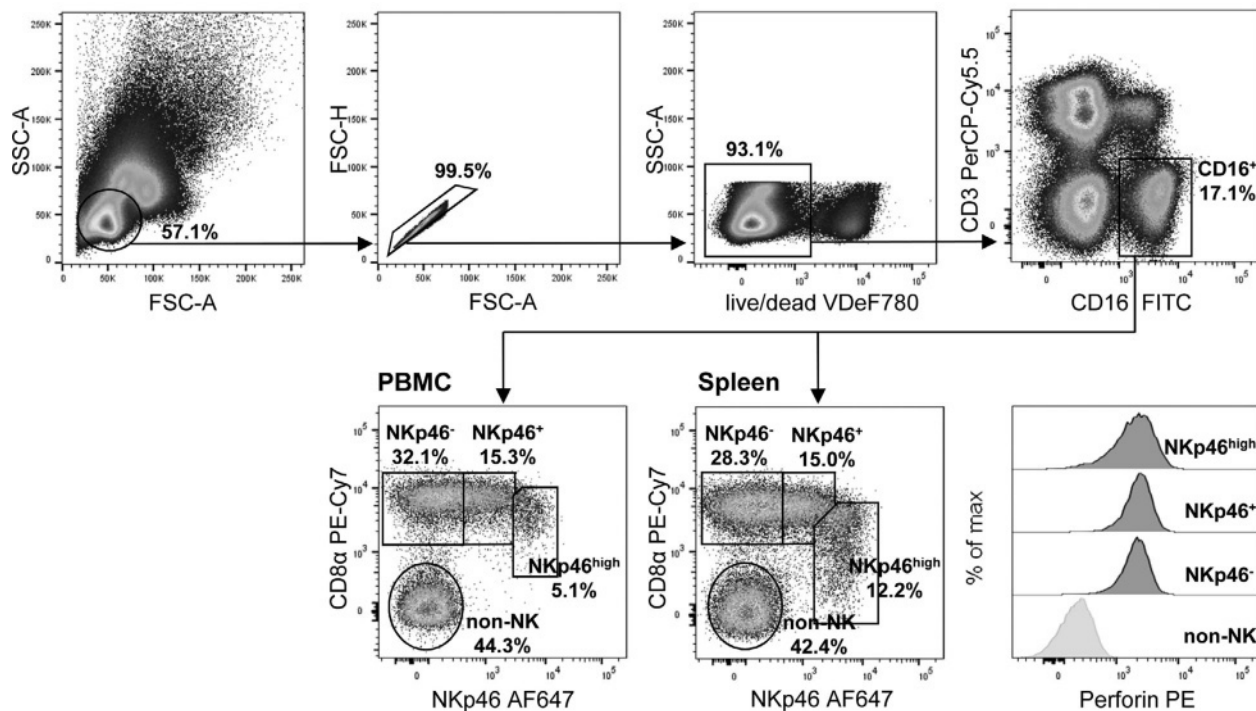 SSC-A
250K
200K
150K
100K
50K
0
57.1%
0 50K 100K 150K 200K 250K
FSC-A
FSC-H
250K
200K
150K
100K
50K
0
99.5%
0 50K 100K 150K 200K 250K
FSC-A
SSC-A
250K
200K
150K
100K
50K
0
93.1%
0 10³ 10⁴ 10⁵
live/dead VDeF780
CD3 PerCP-Cy5.5
10⁵
10⁴
10³
0
CD16⁺
17.1%
0 10³ 10⁴ 10⁵
CD16 FITC
PBMC
CD8α PE-Cy7
10⁵
10⁴
10³
0
NKp46⁻ NKp46⁺
32.1% 15.3%
NKp46ʰⁱᵍʰ
5.1%
non-NK
44.3%
0 10³ 10⁴ 10⁵
NKp46 AF647
Spleen
CD8α PE-Cy7
10⁵
10⁴
10³
0
NKp46⁻ NKp46⁺
28.3% 15.0%
NKp46ʰⁱᵍʰ
12.2%
non-NK
42.4%
0 10³ 10⁴ 10⁵
NKp46 AF647
% of max
NKp46ʰⁱᵍʰ
NKp46⁺
NKp46⁻
non-NK
0 10³ 10⁴ 10⁵
Perforin PE